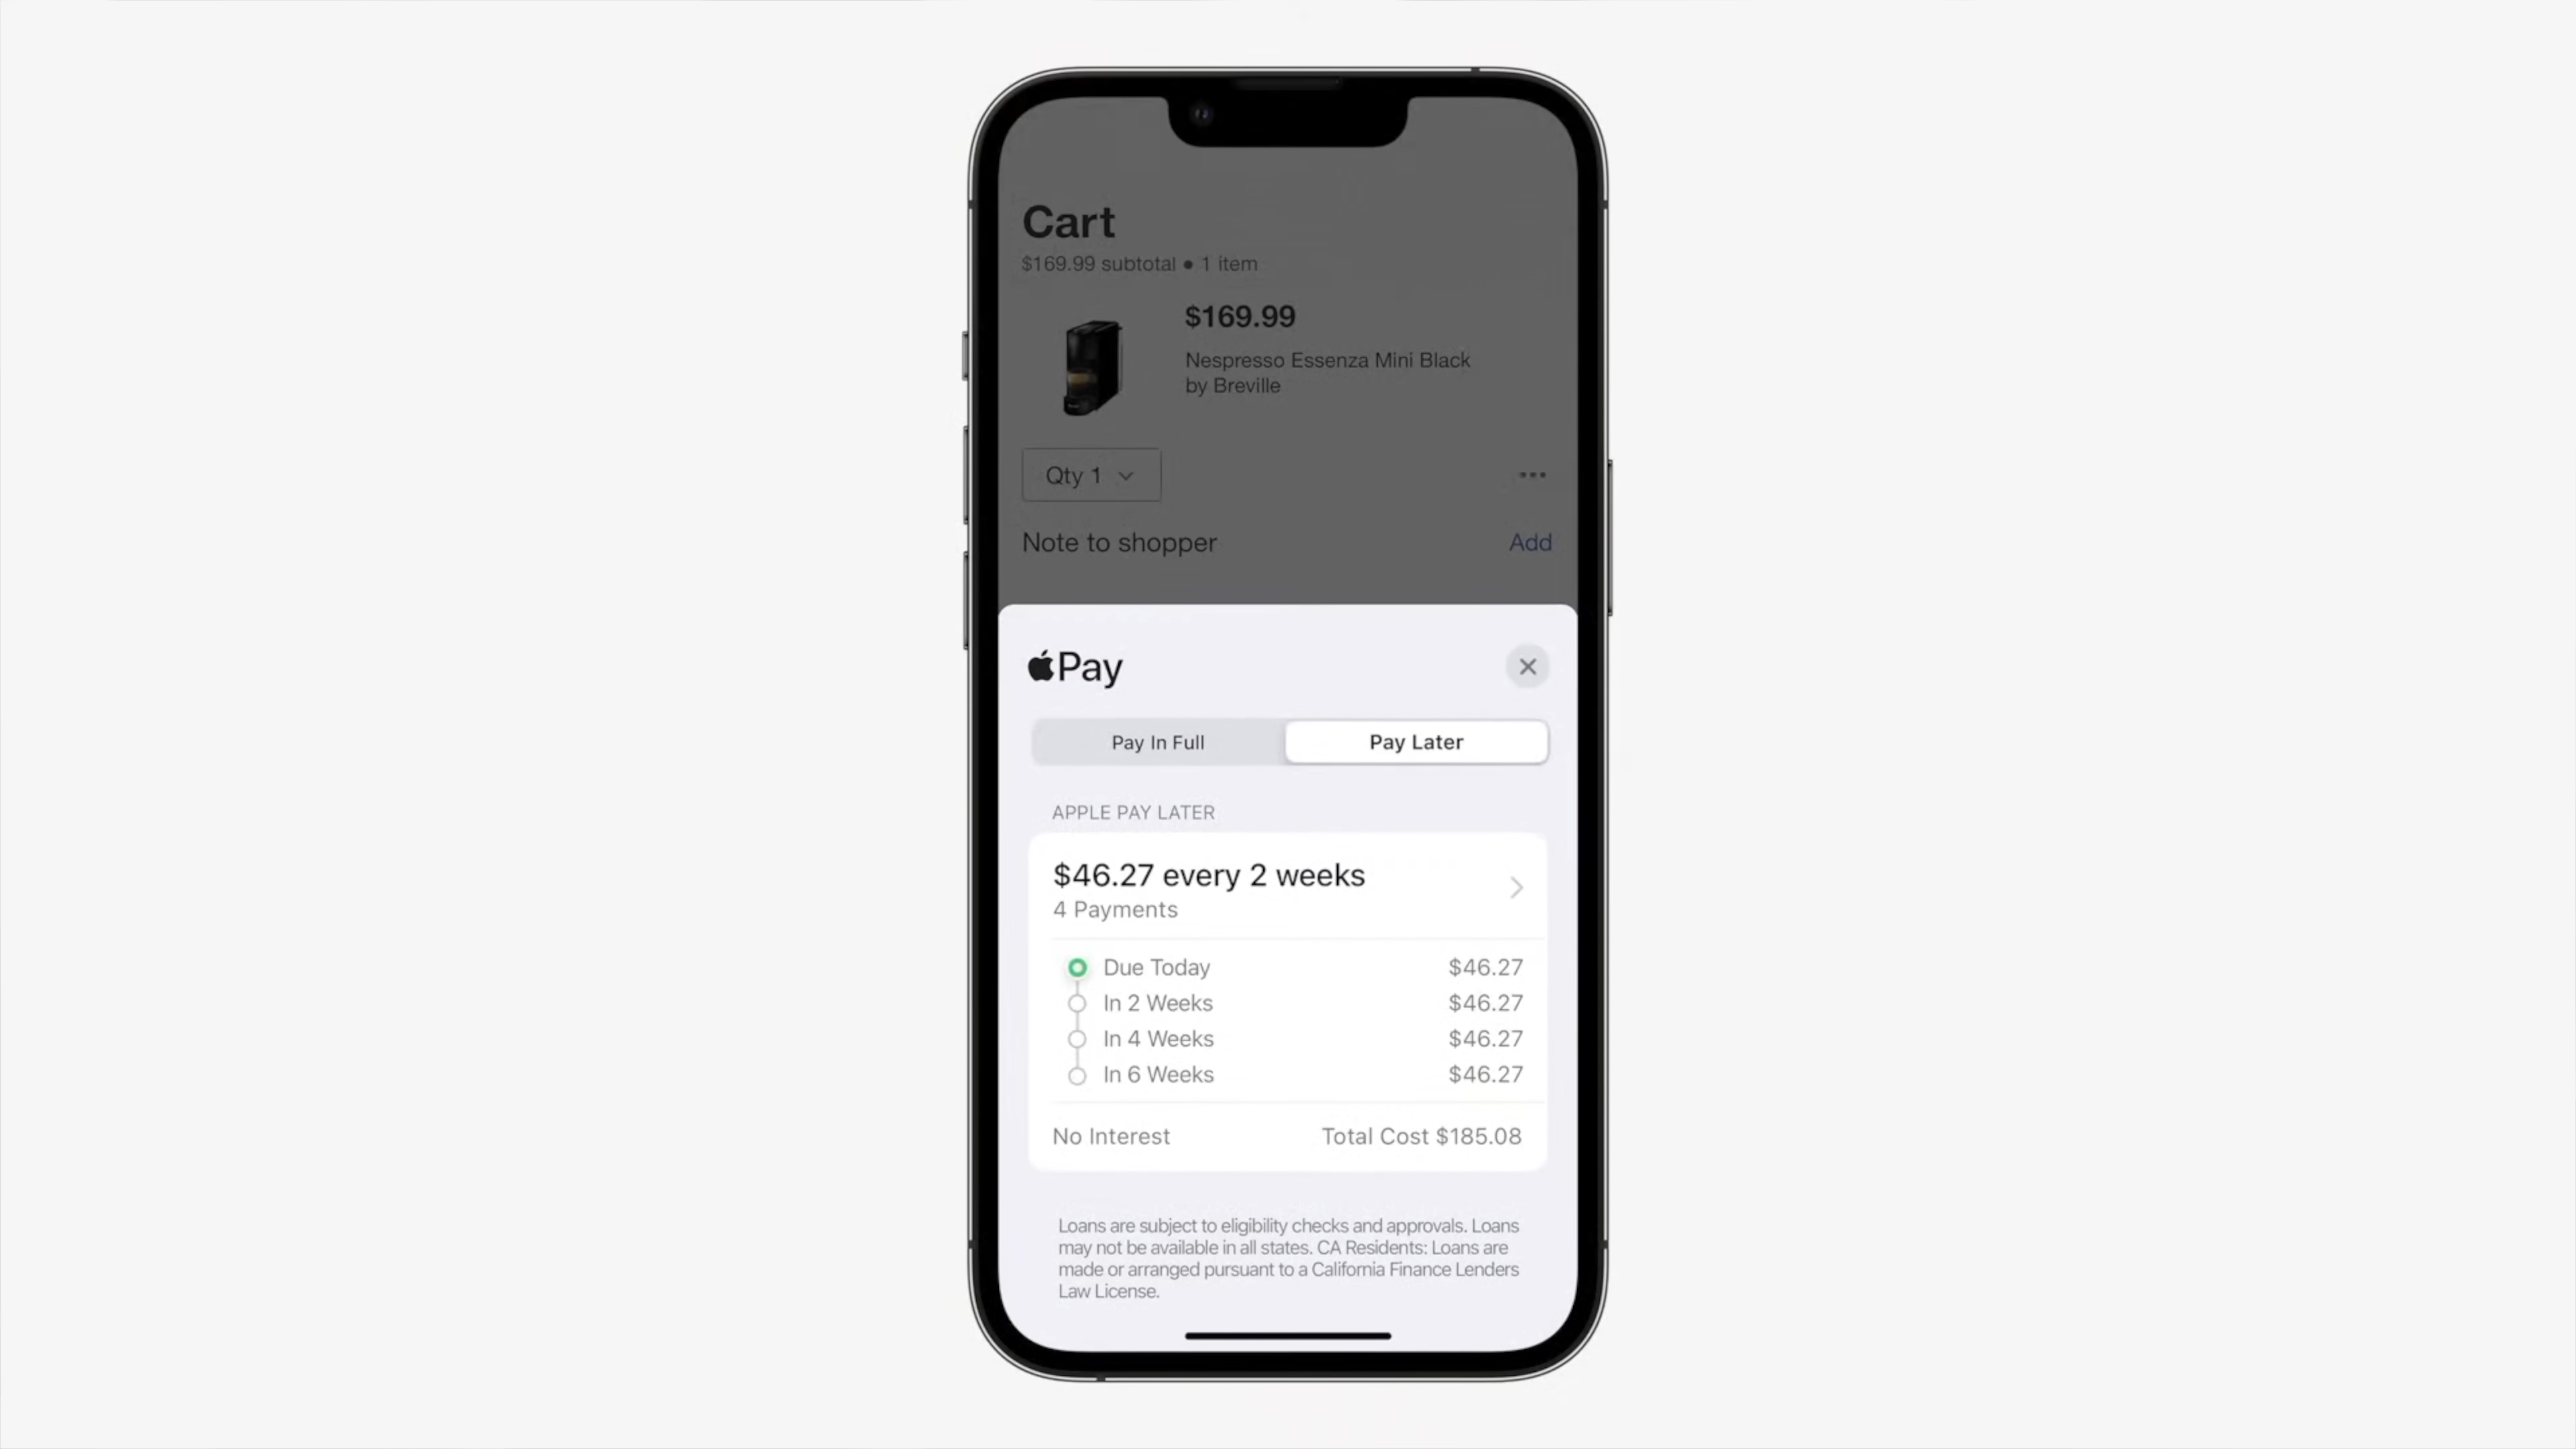 Cart
$169.99 subtotal • 1 item
$169.99
Nespresso Essenza Mini Black
by Breville
Qty 1
Note to shopper
Add
Pay
Pay In Full
Pay Later
APPLE PAY LATER
$46.27 every 2 weeks
4 Payments
Due Today $46.27
In 2 Weeks $46.27
In 4 Weeks $46.27
In 6 Weeks $46.27
No Interest
Total Cost $185.08
Loans are subject to eligibility checks and approvals. Loans
may not be available in all states. CA Residents: Loans are
made or arranged pursuant to a California Finance Lenders
Law License.